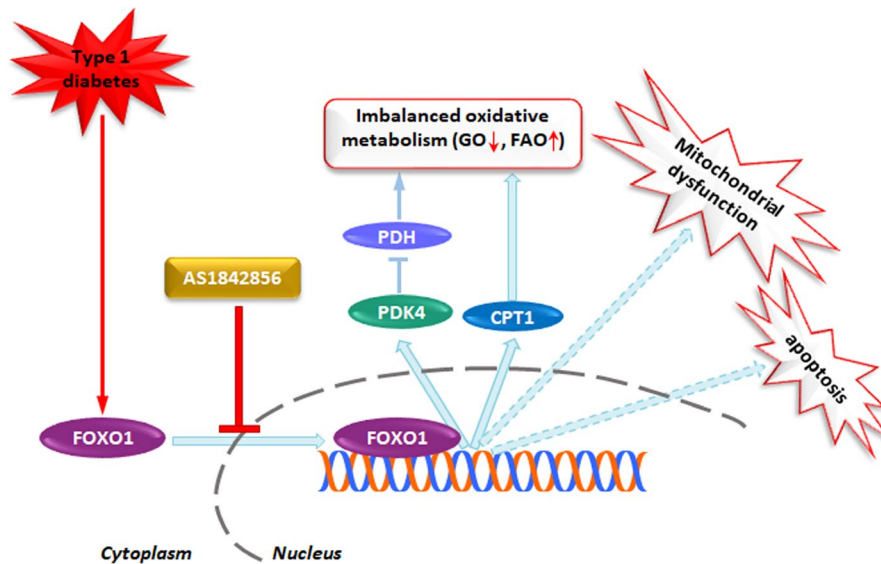 Type 1
diabetes
Imbalanced oxidative
metabolism (GO↓, FAO↑)
Mitochondrial
dysfunction
PDH
AS1842856
PDK4
CPT1
apoptosis
FOXO1
FOXO1
Cytoplasm
Nucleus